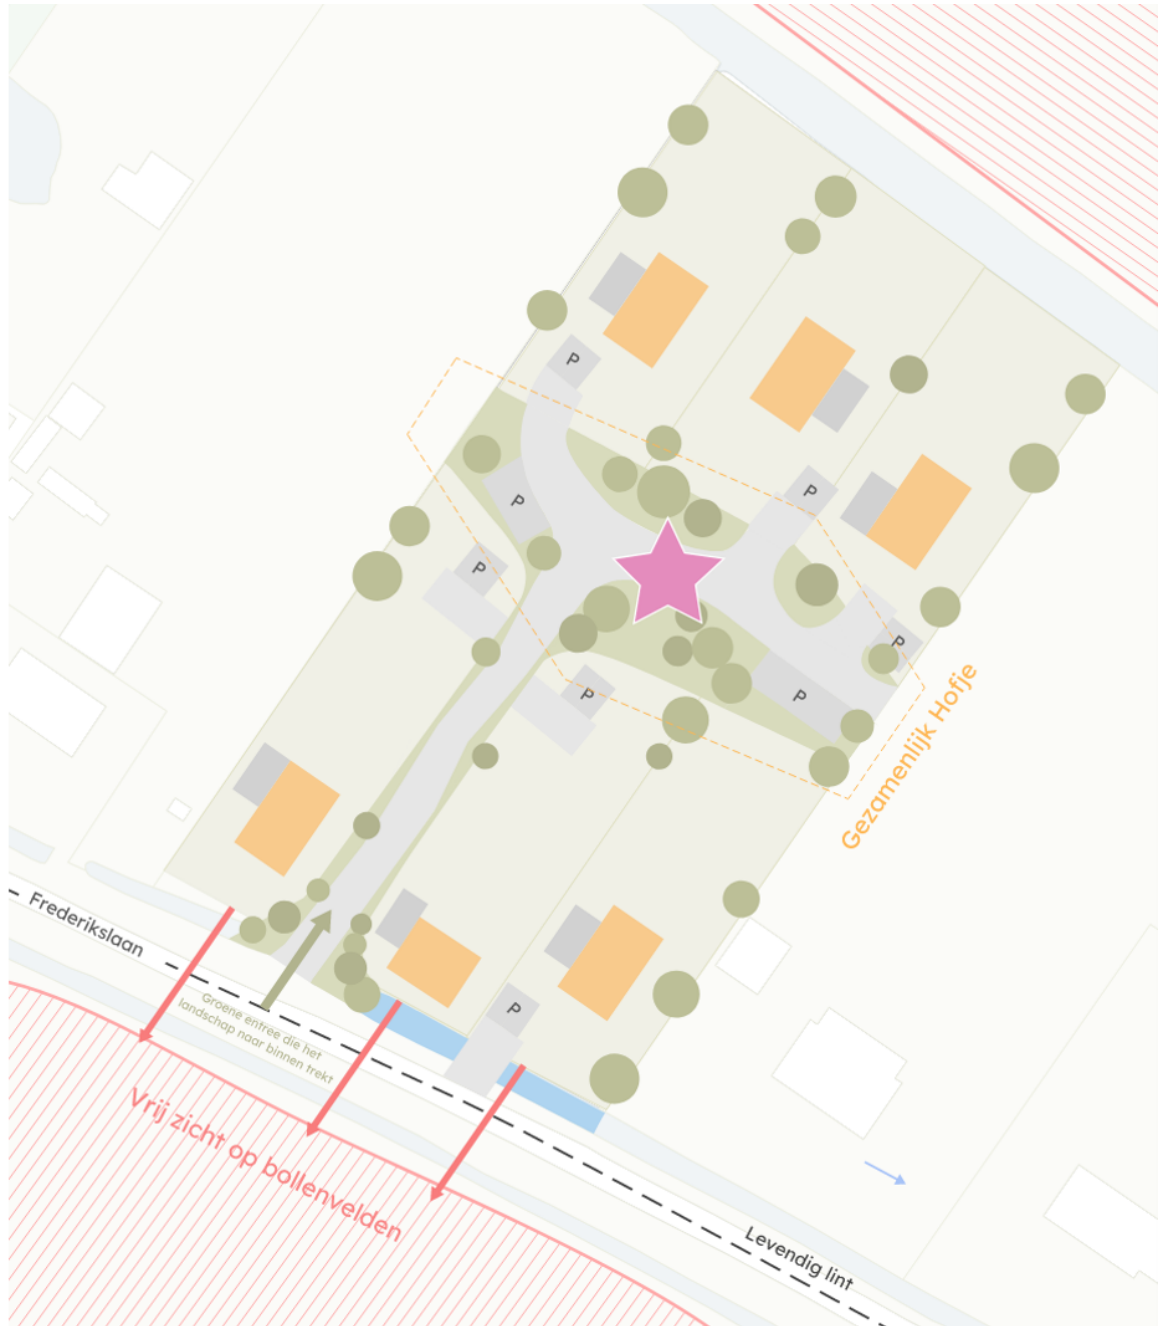 P
P
P
P
P
P
P
Gezamenlijk Hofje
P
Frederikslaan
Groene entree die het
landschap naar binnen trekt
Vrij zicht op bollenvelden
Levendig lint